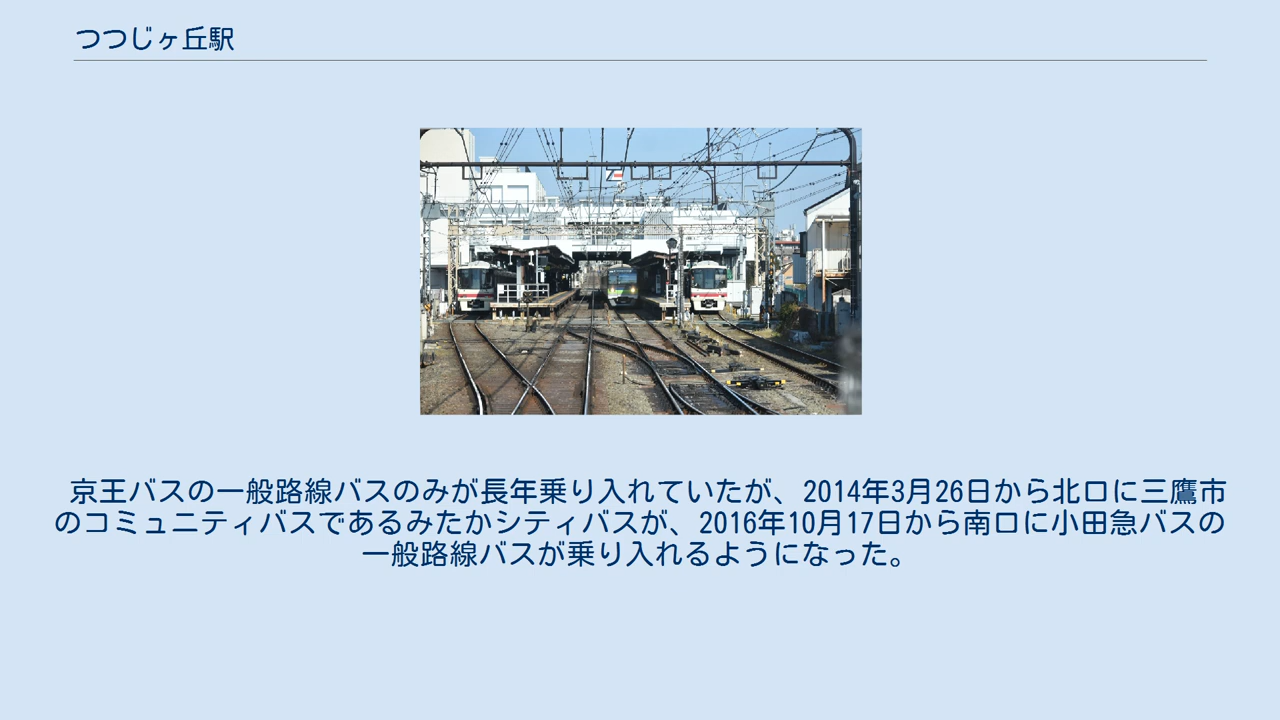 つつじヶ丘駅
京王バスの一般路線バスのみが長年乗り入れていたが、2014年3月26日から北口に三鷹市
のコミュニティバスであるみたかシティバスが、2016年10月17日から南口に小田急バスの
一般路線バスが乗り入れるようになった。